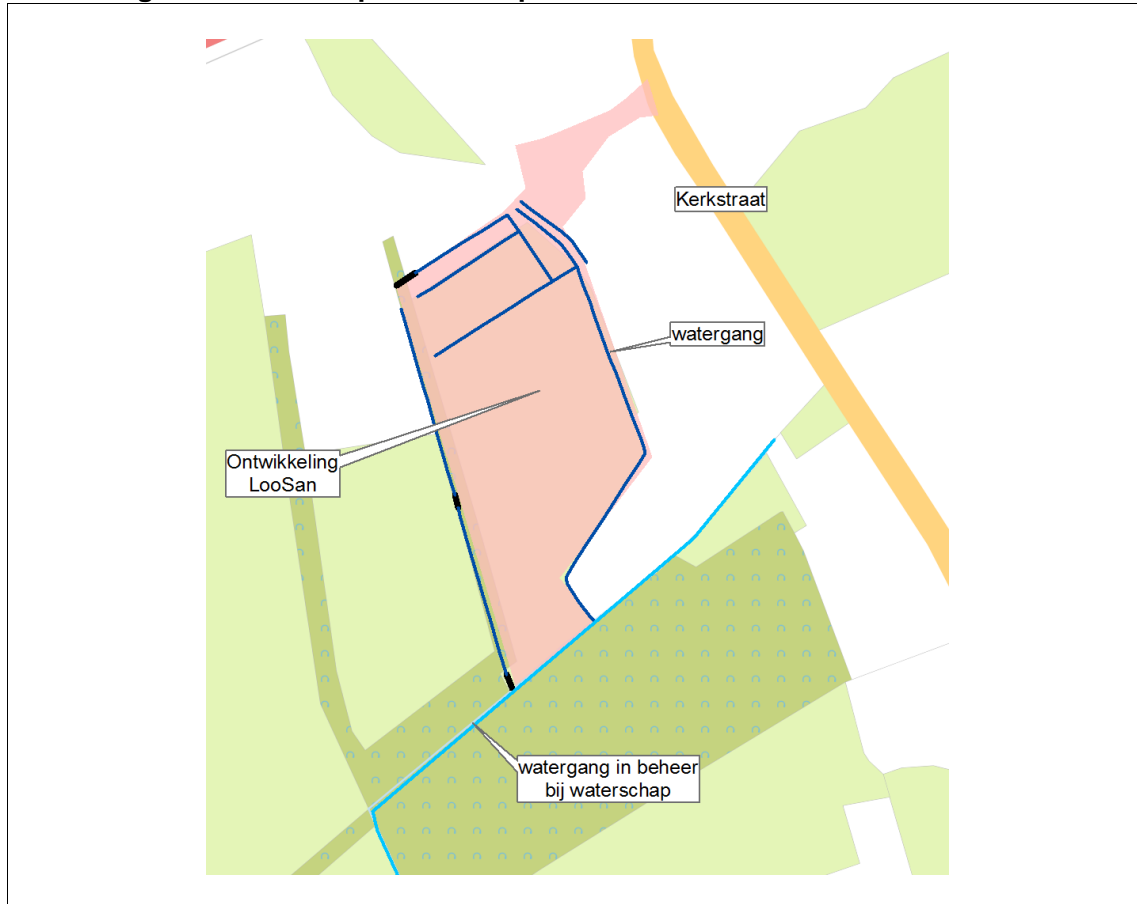 Kerkstraat
watergang
Ontwikkeling
LooSan
watergang in beheer
bij waterschap